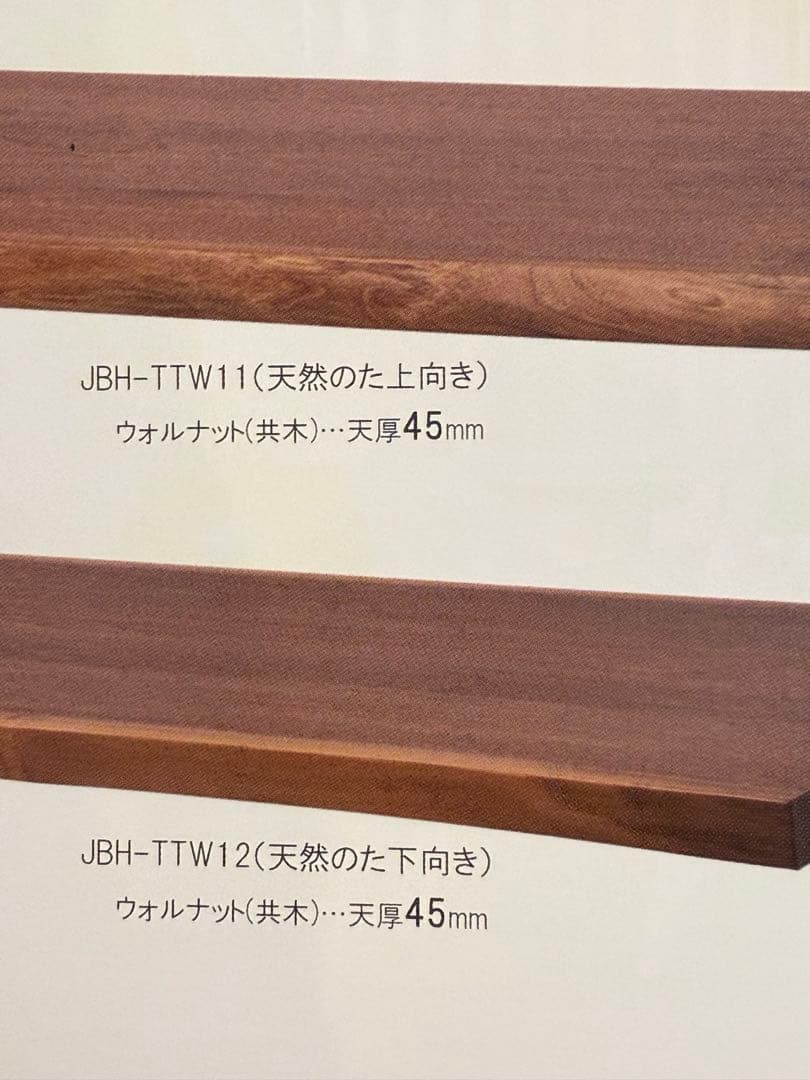 JBH-TTW11(天然のた上向き)
ウォルナット(共木)…天厚45mm
JBH-TTW12(天然のた下向き)
ウォルナット(共木)…天厚45mm